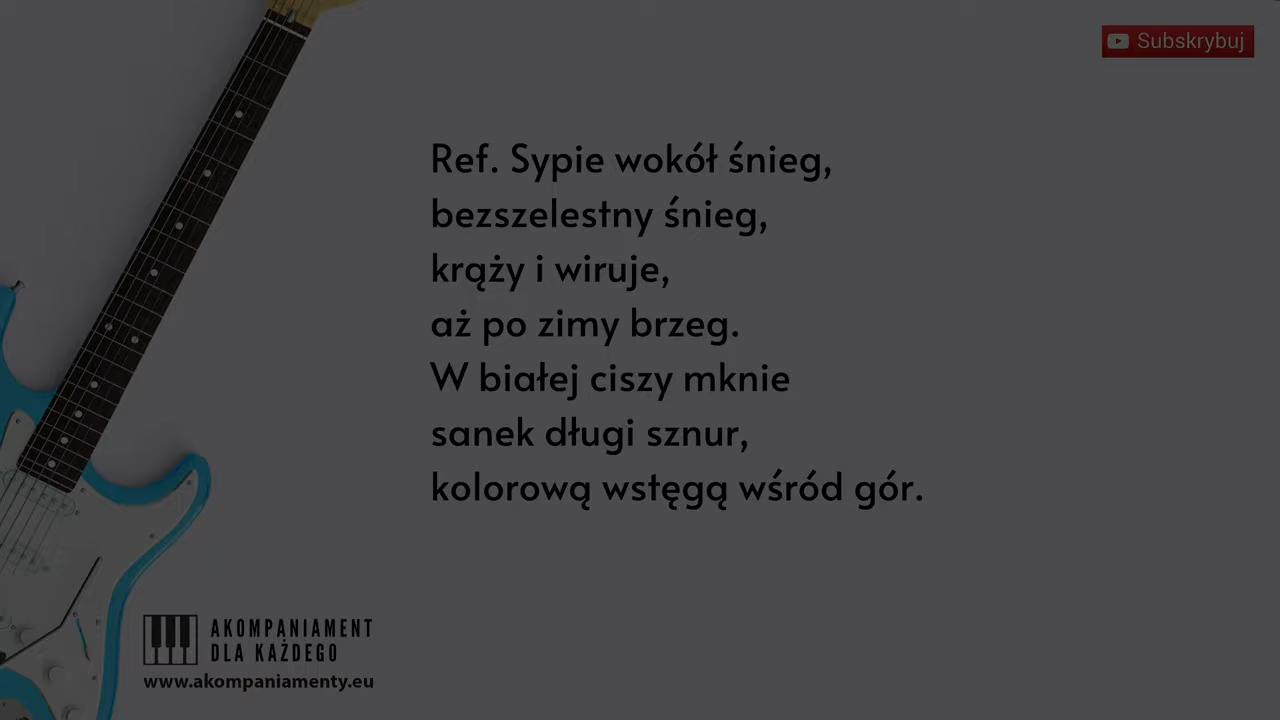 Subskrybuj
Ref. Sypie wokół śnieg,
bezszelestny śnieg,
krąży i wiruje,
aż po zimy brzeg.
W białej ciszy mknie
sanek długi sznur,
kolorową wstęgą wśród gór.
AKOMPANIAMENT
DLA KAŻDEGO
www.akompaniamenty.eu